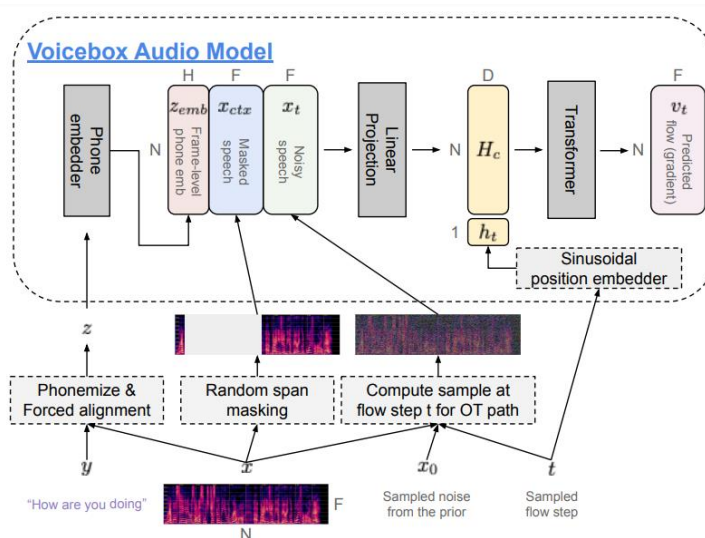 Voicebox Audio Model
H
F
F
D
F
Phone
embedder
N
z_emb
Frame-level
phone emb
x_ctx
Masked
speech
x_t
Noisy
speech
Linear
Projection
N
H_c
1
h_t
Transformer
N
v_t
Predicted
flow (gradient)
Sinusoidal
position embedder
z
Phonemize &
Forced alignment
Random span
masking
Compute sample at
flow step t for OT path
y
x
x_0
t
"How are you doing"
F
N
Sampled noise
from the prior
Sampled
flow step